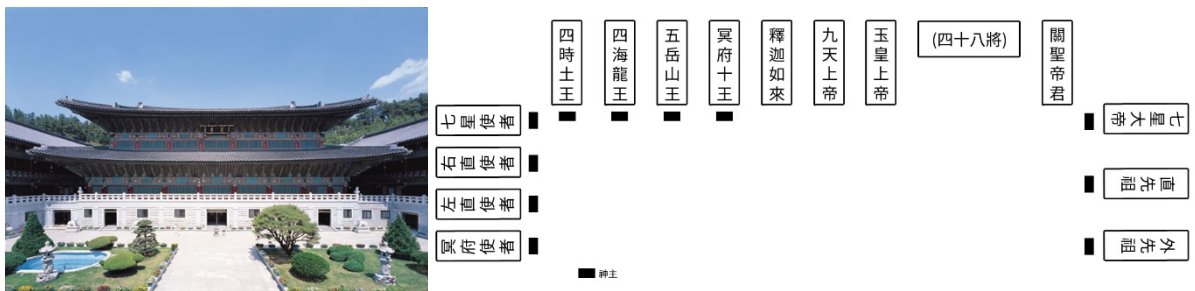 四時土王
四海龍王
五岳山王
冥府十王
釋迦如來
九天上帝
玉皇上帝
(四十八將)
關聖帝君
七星使者
右直使者
左直使者
冥府使者
七星大帝
直先祖
外先祖
神主